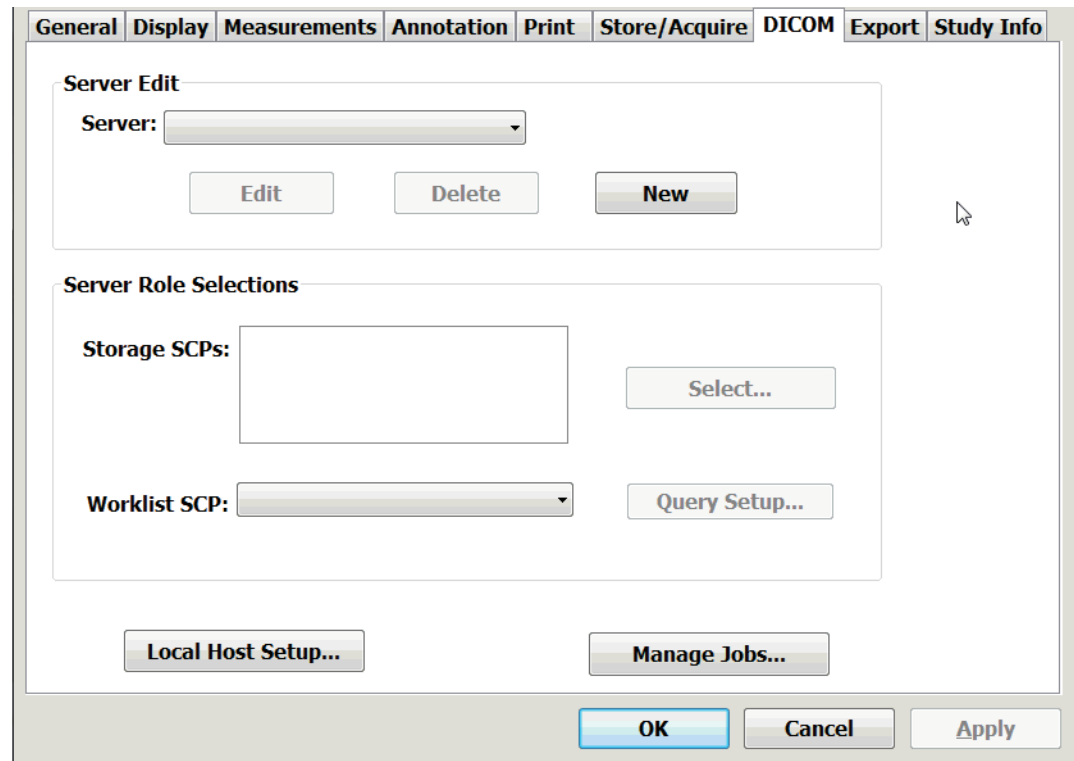 General Display Measurements Annotation Print Store/Acquire DICOM Export Study Info
Server Edit
Server:
Edit Delete New
Server Role Selections
Storage SCPs:
Select...
Worklist SCP:
Query Setup...
Local Host Setup... Manage Jobs...
OK Cancel Apply